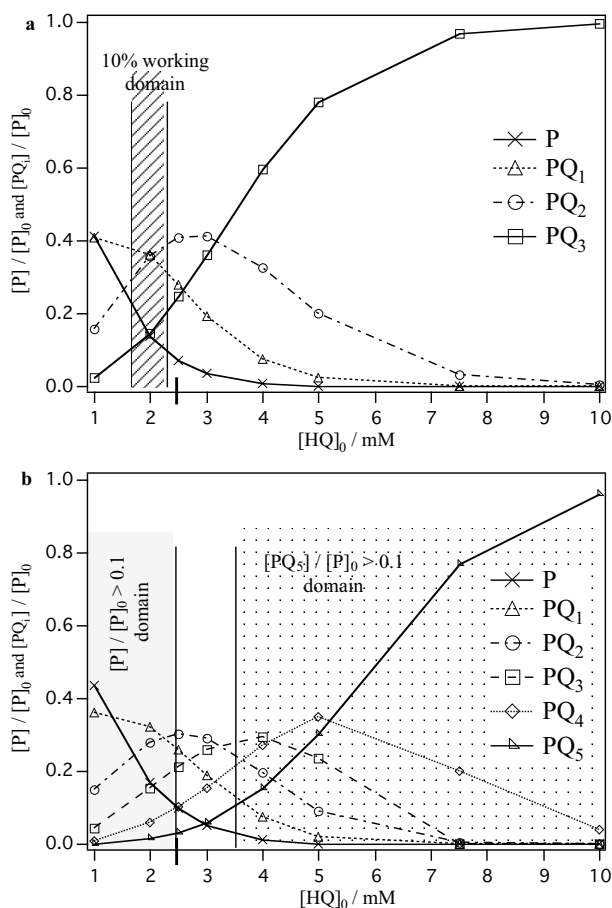 a
1.0
0.8
0.6
0.4
0.2
0.0
[P] / [P]₀ and [PQᵢ] / [P]₀
10% working
domain
P
PQ₁
PQ₂
PQ₃
1 2 3 4 5 6 7 8 9 10
[HQ]₀ / mM
b
1.0
0.8
0.6
0.4
0.2
0.0
[P] / [P]₀ and [PQᵢ] / [P]₀
[P] / [P]₀ > 0.1
domain
[PQ₅] / [P]₀ > 0.1
domain
P
PQ₁
PQ₂
PQ₃
PQ₄
PQ₅
1 2 3 4 5 6 7 8 9 10
[HQ]₀ / mM